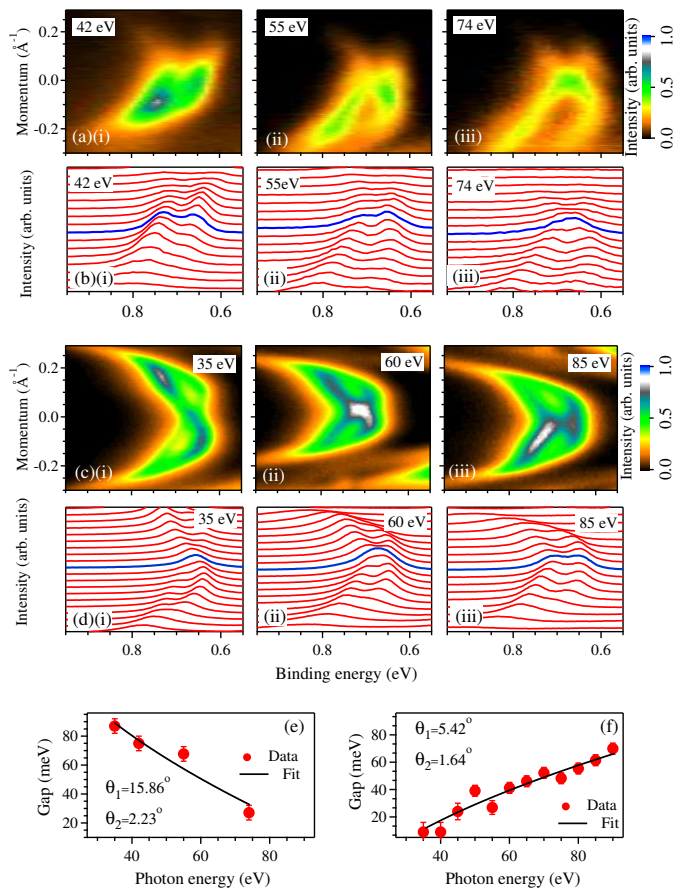 42 eV
55 eV
74 eV
Momentum (Å⁻¹)
0.2
0.0
-0.2
(a)(i)
(ii)
(iii)
Intensity (arb. units)
1.0
0.5
0.0
42 eV
55eV
74 eV
Intensity (arb. units)
(b)(i)
(ii)
(iii)
0.8 0.6
0.8 0.6
0.8 0.6
35 eV
60 eV
85 eV
Momentum (Å⁻¹)
0.2
0.0
-0.2
(c)(i)
(ii)
(iii)
Intensity (arb. units)
1.0
0.5
0.0
35 eV
60 eV
85 eV
Intensity (arb. units)
(d)(i)
(ii)
(iii)
0.8 0.6
0.8 0.6
0.8 0.6
Binding energy (eV)
(e)
Gap (meV)
80
60
40
20
Data
Fit
θ₁=15.86°
θ₂=2.23°
40 60 80
Photon energy (eV)
(f)
Gap (meV)
80
60
40
20
θ₁=5.42°
θ₂=1.64°
Data
Fit
40 60 80
Photon energy (eV)